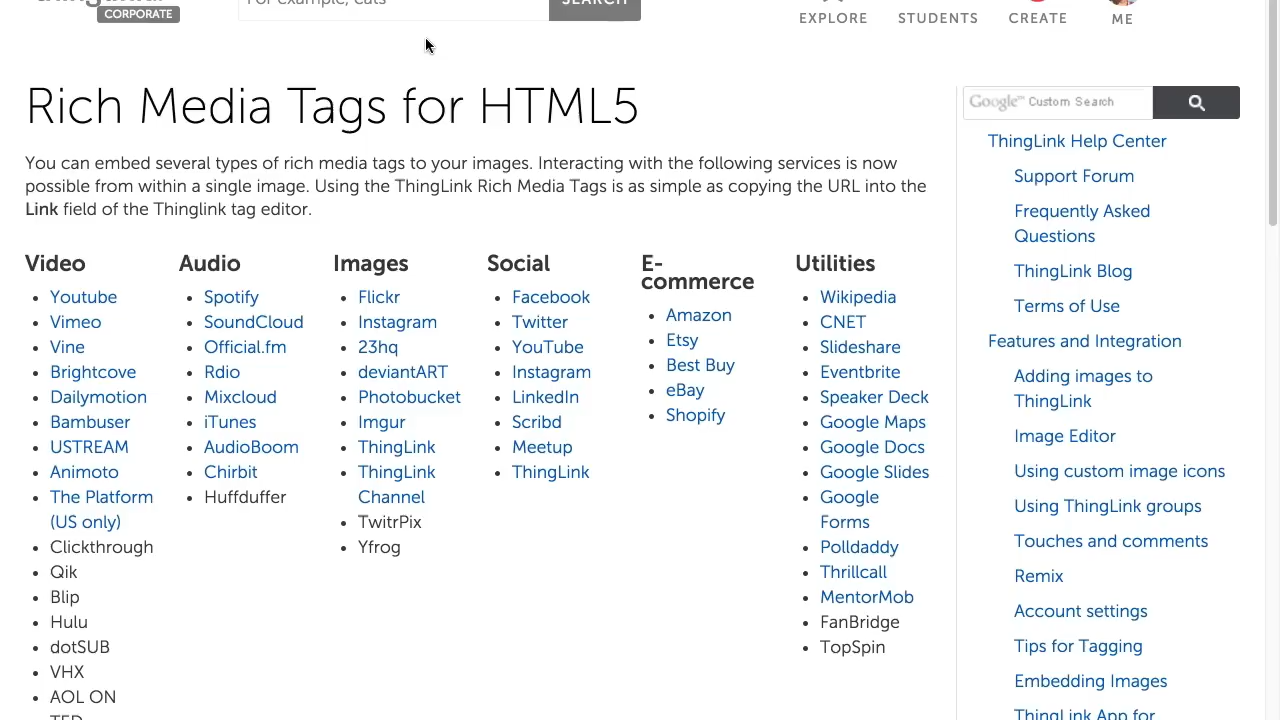 CORPORATE
For example, cats
SEARCH
EXPLORE
STUDENTS
CREATE
ME
Rich Media Tags for HTML5
You can embed several types of rich media tags to your images. Interacting with the following services is now
possible from within a single image. Using the ThingLink Rich Media Tags is as simple as copying the URL into the
Link field of the Thinglink tag editor.
Video
Youtube
Vimeo
Vine
Brightcove
Dailymotion
Bambuser
USTREAM
Animoto
The Platform
(US only)
Clickthrough
Qik
Blip
Hulu
dotSUB
VHX
AOL ON
TED
Audio
Spotify
SoundCloud
Official.fm
Rdio
Mixcloud
iTunes
AudioBoom
Chirbit
Huffduffer
Images
Flickr
Instagram
23hq
deviantART
Photobucket
Imgur
ThingLink
ThingLink
Channel
TwitrPix
Yfrog
Social
Facebook
Twitter
YouTube
Instagram
LinkedIn
Scribd
Meetup
ThingLink
E-
commerce
Amazon
Etsy
Best Buy
eBay
Shopify
Utilities
Wikipedia
CNET
Slideshare
Eventbrite
Speaker Deck
Google Maps
Google Docs
Google Slides
Google
Forms
Polldaddy
Thrillcall
MentorMob
FanBridge
TopSpin
Google™ Custom Search
ThingLink Help Center
Support Forum
Frequently Asked
Questions
ThingLink Blog
Terms of Use
Features and Integration
Adding images to
ThingLink
Image Editor
Using custom image icons
Using ThingLink groups
Touches and comments
Remix
Account settings
Tips for Tagging
Embedding Images
ThingLink App for